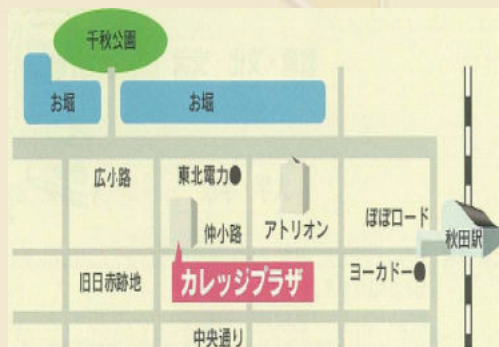 千秋公園
お堀
お堀
広小路
東北電力●
仲小路
アトリオン
ぽぽロード
秋田駅
旧日赤跡地
カレッジプラザ
ヨーカドー●
中央通り